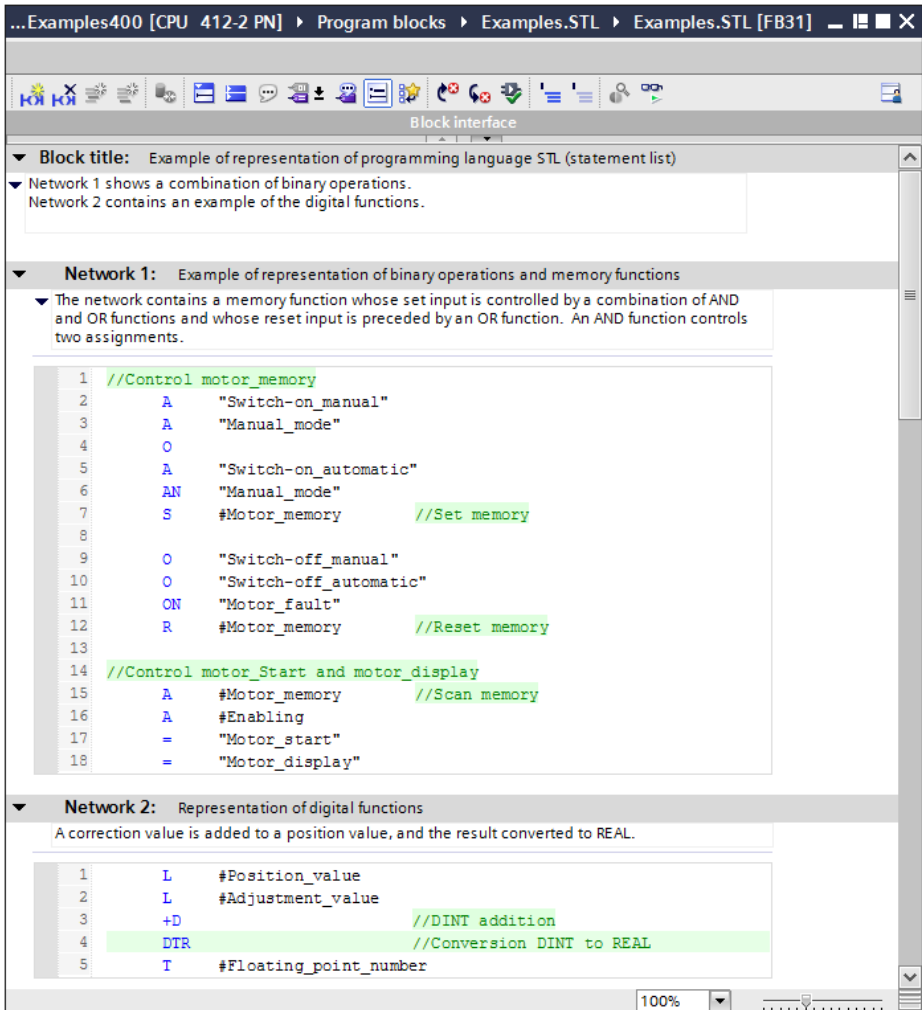 ...Examples400 [CPU 412-2 PN] ▸ Program blocks ▸ Examples.STL ▸ Examples.STL [FB31]
Block interface
Block title: Example of representation of programming language STL (statement list)
Network 1 shows a combination of binary operations.
Network 2 contains an example of the digital functions.
Network 1: Example of representation of binary operations and memory functions
The network contains a memory function whose set input is controlled by a combination of AND
and OR functions and whose reset input is preceded by an OR function. An AND function controls
two assignments.
1 //Control motor_memory
2 A "Switch-on_manual"
3 A "Manual_mode"
4 O
5 A "Switch-on_automatic"
6 AN "Manual_mode"
7 S #Motor_memory //Set memory
8
9 O "Switch-off_manual"
10 O "Switch-off_automatic"
11 ON "Motor_fault"
12 R #Motor_memory //Reset memory
13
14 //Control motor_Start and motor_display
15 A #Motor_memory //Scan memory
16 A #Enabling
17 = "Motor_start"
18 = "Motor_display"
Network 2: Representation of digital functions
A correction value is added to a position value, and the result converted to REAL.
1 L #Position_value
2 L #Adjustment_value
3 +D //DINT addition
4 DTR //Conversion DINT to REAL
5 T #Floating_point_number
100%